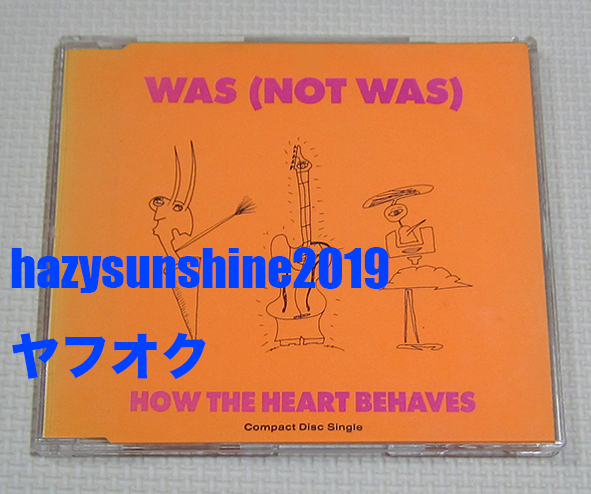 WAS (NOT WAS)
hazysunshine2019
ヤフオク
HOW THE HEART BEHAVES
Compact Disc Single